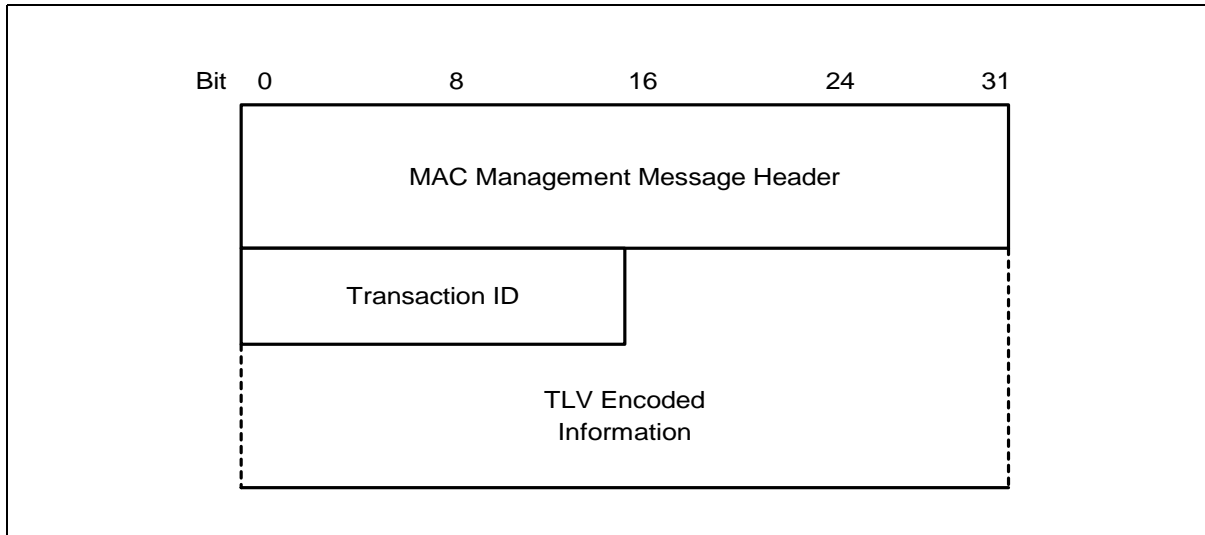 Bit 0 8 16 24 31
MAC Management Message Header
Transaction ID
TLV Encoded
Information